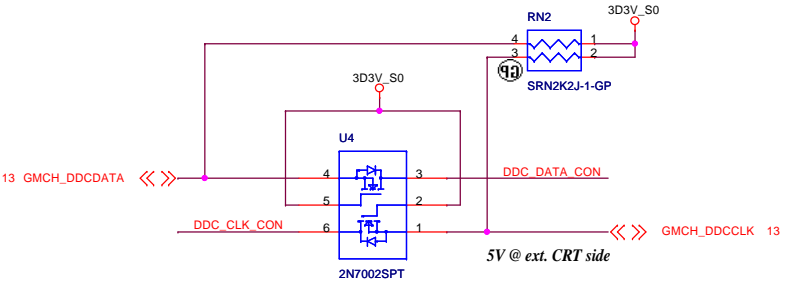 RN2
3D3V_S0
4
1
3
2
GP
SRN2K2J-1-GP
3D3V_S0
U4
13 GMCH_DDCDATA
4
3
DDC_DATA_CON
5
2
DDC_CLK_CON
6
1
GMCH_DDCCLK 13
5V @ ext. CRT side
2N7002SPT